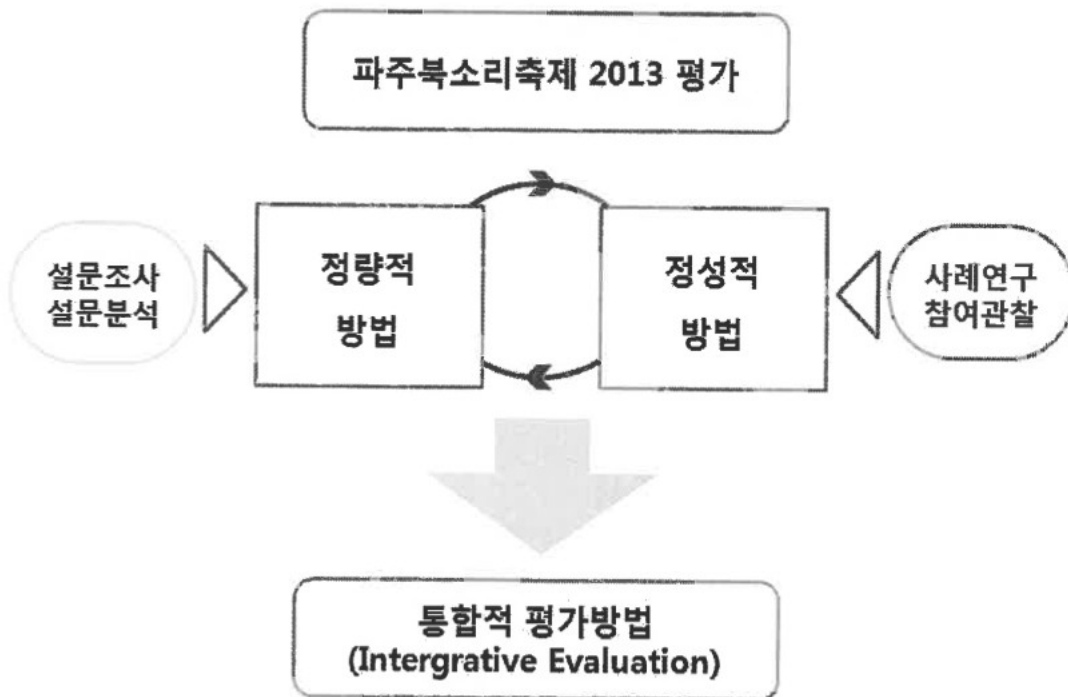 파주북소리축제 2013 평가
설문조사
설문분석
정량적
방법
정성적
방법
사례연구
참여관찰
통합적 평가방법
(Intergrative Evaluation)